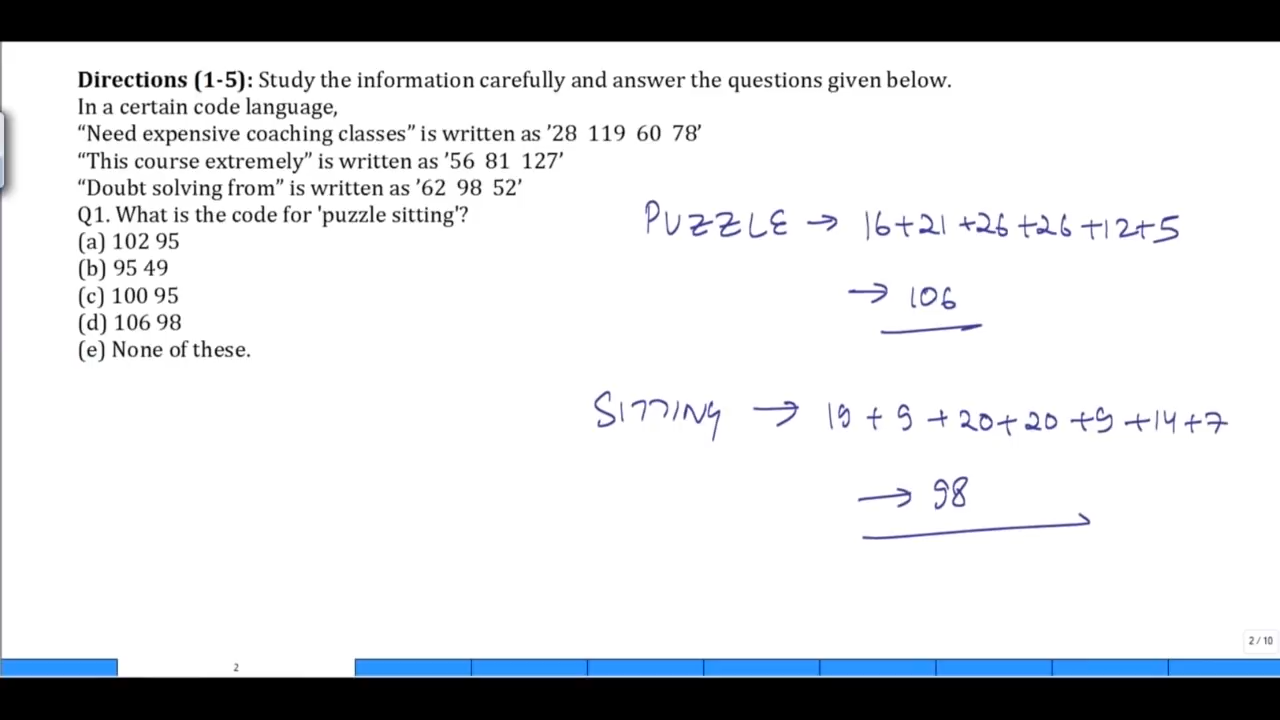 Directions (1-5): Study the information carefully and answer the questions given below.
In a certain code language,
“Need expensive coaching classes” is written as ’28 119 60 78’
“This course extremely” is written as ’56 81 127’
“Doubt solving from” is written as ’62 98 52’
Q1. What is the code for 'puzzle sitting'?
(a) 102 95
(b) 95 49
(c) 100 95
(d) 106 98
(e) None of these.
PUZZLE → 16+21+26+26+12+5
→ 106
SITTING → 19+9+20+20+9+14+7
→ 98
2 / 10
2